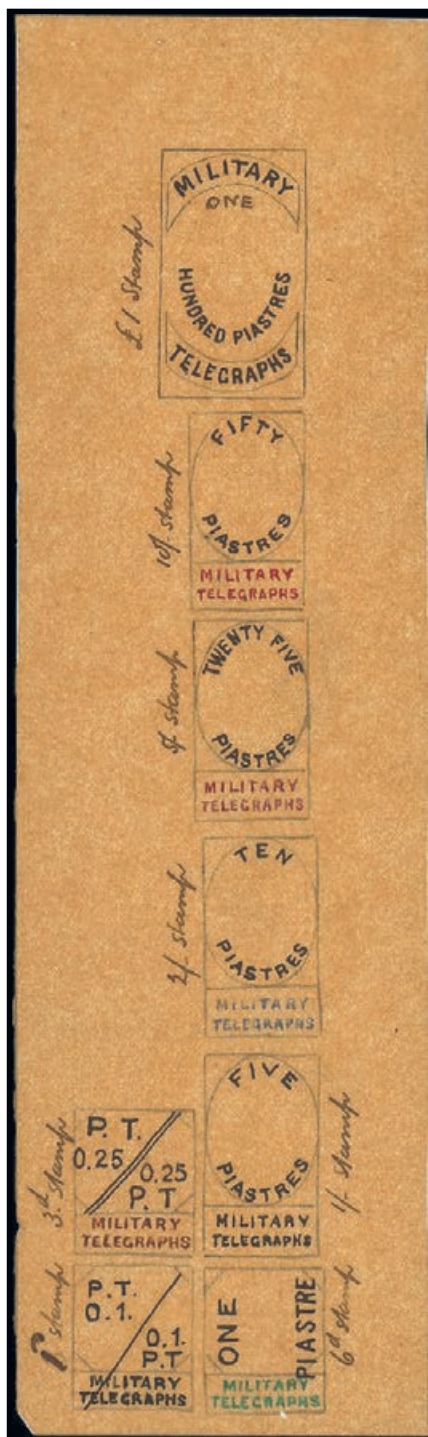 £1 stamp
MILITARY
ONE
HUNDRED PIASTRES
TELEGRAPHS
10/- stamp
FIFTY
PIASTRES
MILITARY
TELEGRAPHS
stamp
TWENTY FIVE
PIASTRES
MILITARY
TELEGRAPHS
2/- stamp
TEN
PIASTRES
MILITARY
TELEGRAPHS
3d. stamp
P.T.
0.25
0.25
P.T
MILITARY
TELEGRAPHS
FIVE
PIASTRES
MILITARY
TELEGRAPHS
1/- stamp
stamp
P.T.
0.1.
0.1.
P.T
MILITARY
TELEGRAPHS
ONE
PIASTRE
MILITARY
TELEGRAPHS
6d stamp